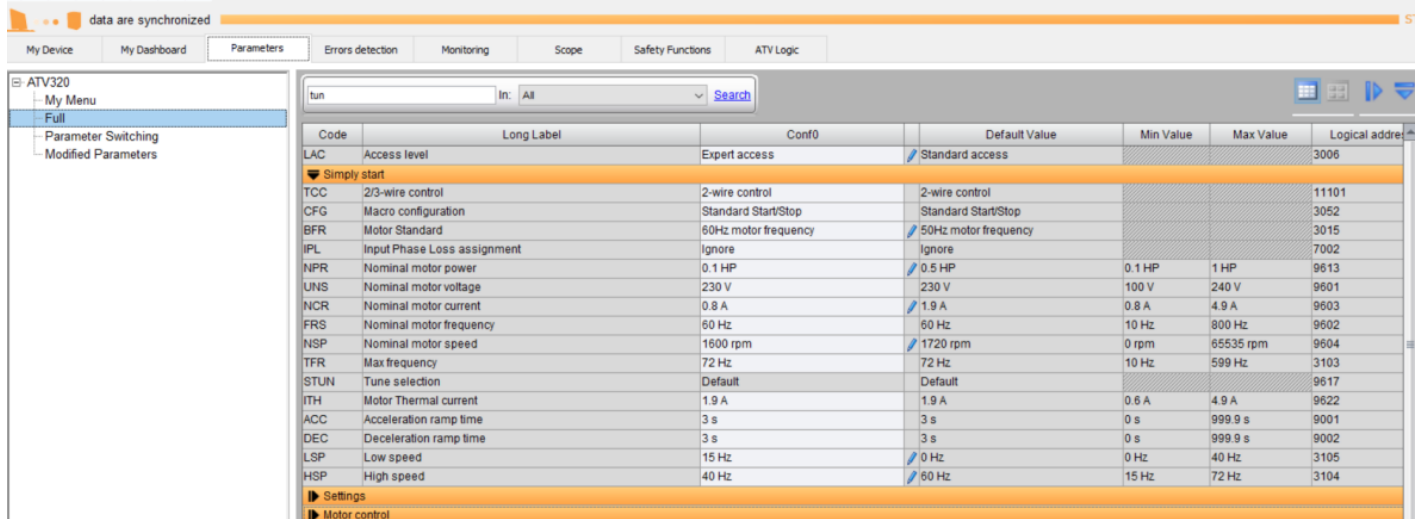 data are synchronized
My Device My Dashboard Parameters Errors detection Monitoring Scope Safety Functions ATV Logic
ATV320
My Menu
Full
Parameter Switching
Modified Parameters
tun In: All Search
Code Long Label Conf0 Default Value Min Value Max Value Logical addres
LAC Access level Expert access Standard access 3006
Simply start
TCC 2/3-wire control 2-wire control 2-wire control 11101
CFG Macro configuration Standard Start/Stop Standard Start/Stop 3052
BFR Motor Standard 60Hz motor frequency 50Hz motor frequency 3015
IPL Input Phase Loss assignment Ignore Ignore 7002
NPR Nominal motor power 0.1 HP 0.5 HP 0.1 HP 1 HP 9613
UNS Nominal motor voltage 230 V 230 V 100 V 240 V 9601
NCR Nominal motor current 0.8 A 1.9 A 0.8 A 4.9 A 9603
FRS Nominal motor frequency 60 Hz 60 Hz 10 Hz 800 Hz 9602
NSP Nominal motor speed 1600 rpm 1720 rpm 0 rpm 65535 rpm 9604
TFR Max frequency 72 Hz 72 Hz 10 Hz 599 Hz 3103
STUN Tune selection Default Default 9617
ITH Motor Thermal current 1.9 A 1.9 A 0.6 A 4.9 A 9622
ACC Acceleration ramp time 3 s 3 s 0 s 999.9 s 9001
DEC Deceleration ramp time 3 s 3 s 0 s 999.9 s 9002
LSP Low speed 15 Hz 0 Hz 0 Hz 40 Hz 3105
HSP High speed 40 Hz 60 Hz 15 Hz 72 Hz 3104
Settings
Motor control